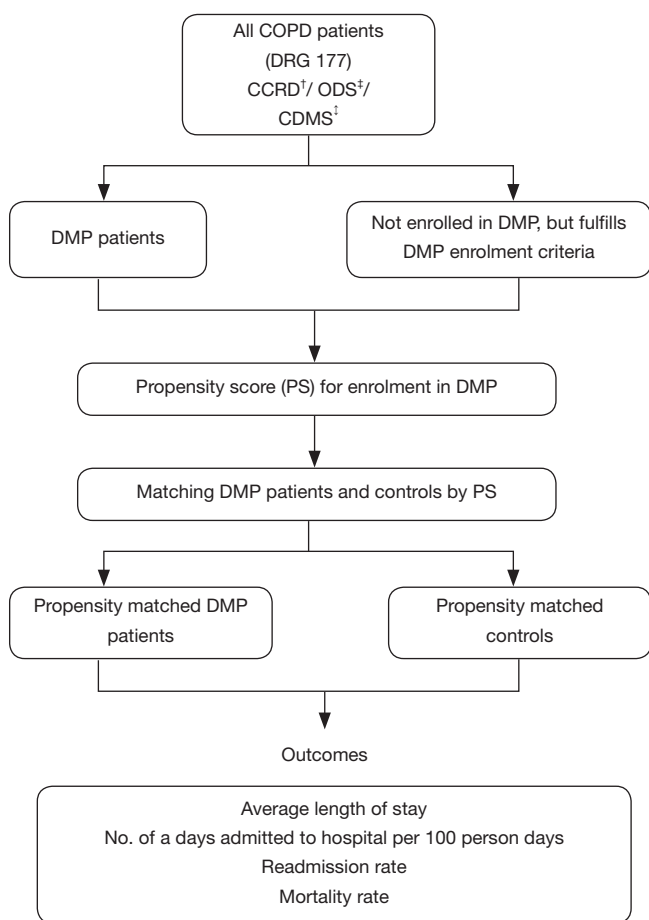 All COPD patients
(DRG 177)
CCRD†/ ODS‡/
CDMS↕
DMP patients
Not enrolled in DMP, but fulfills
DMP enrolment criteria
Propensity score (PS) for enrolment in DMP
Matching DMP patients and controls by PS
Propensity matched DMP
patients
Propensity matched
controls
Outcomes
Average length of stay
No. of a days admitted to hospital per 100 person days
Readmission rate
Mortality rate